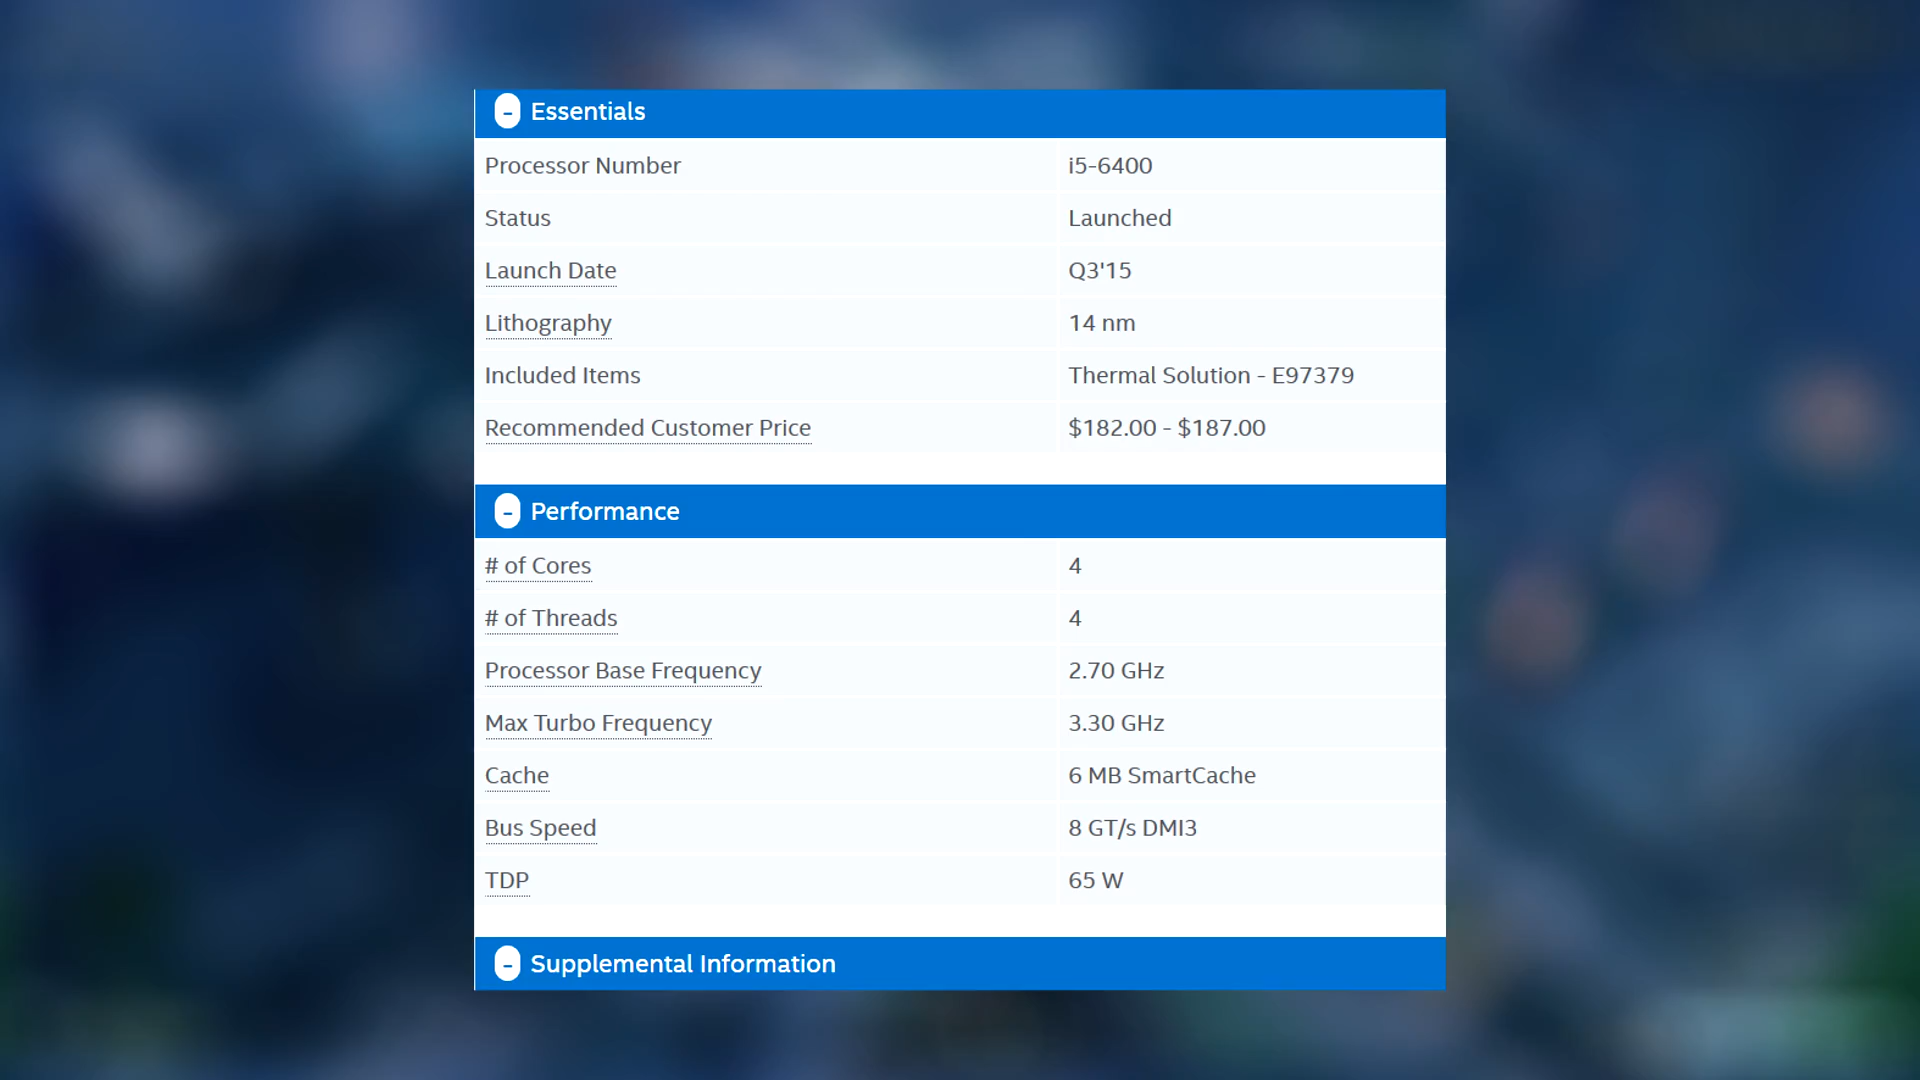 - Essentials
Processor Number i5-6400
Status Launched
Launch Date Q3'15
Lithography 14 nm
Included Items Thermal Solution - E97379
Recommended Customer Price $182.00 - $187.00
- Performance
# of Cores 4
# of Threads 4
Processor Base Frequency 2.70 GHz
Max Turbo Frequency 3.30 GHz
Cache 6 MB SmartCache
Bus Speed 8 GT/s DMI3
TDP 65 W
- Supplemental Information